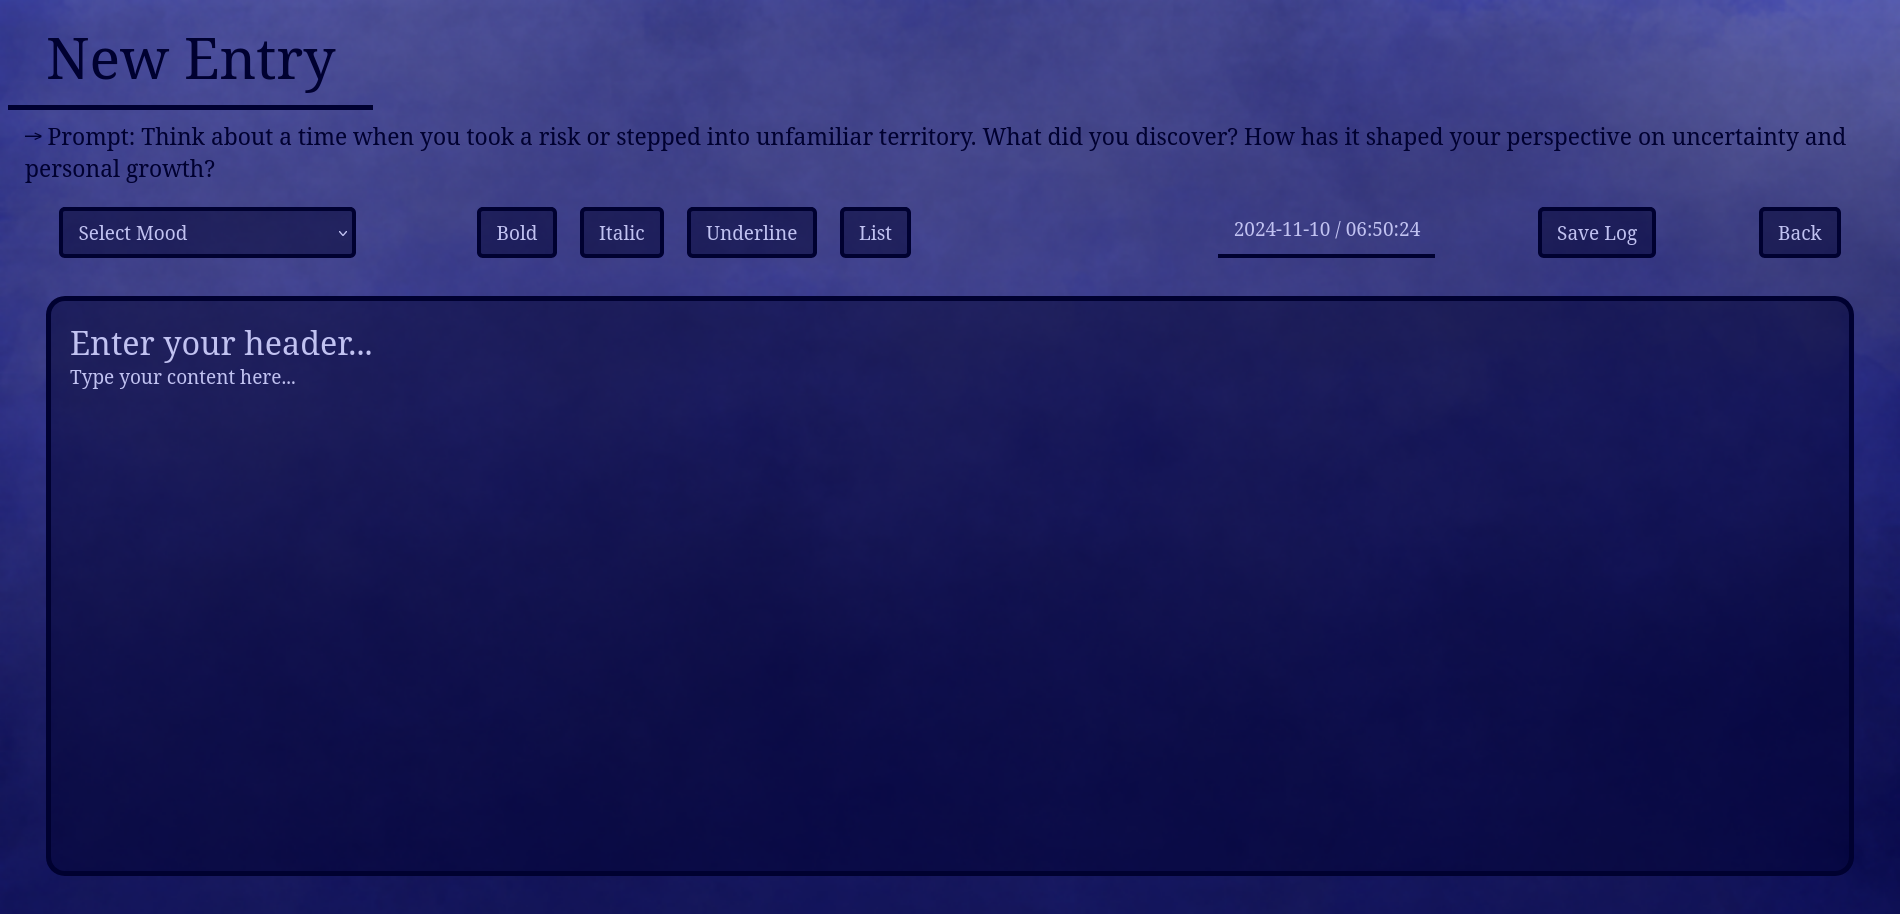 New Entry
→ Prompt: Think about a time when you took a risk or stepped into unfamiliar territory. What did you discover? How has it shaped your perspective on uncertainty and
personal growth?
Select Mood
Bold
Italic
Underline
List
2024-11-10 / 06:50:24
Save Log
Back
Enter your header...
Type your content here...